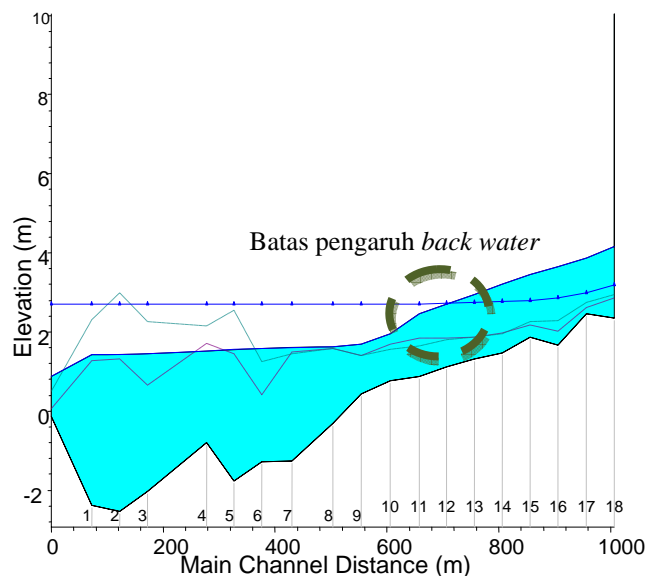 10
8
6
4
2
0
-2
Elevation (m)
Batas pengaruh back water
1 2 3 4 5 6 7 8 9 10 11 12 13 14 15 16 17 18
0 200 400 600 800 1000
Main Channel Distance (m)